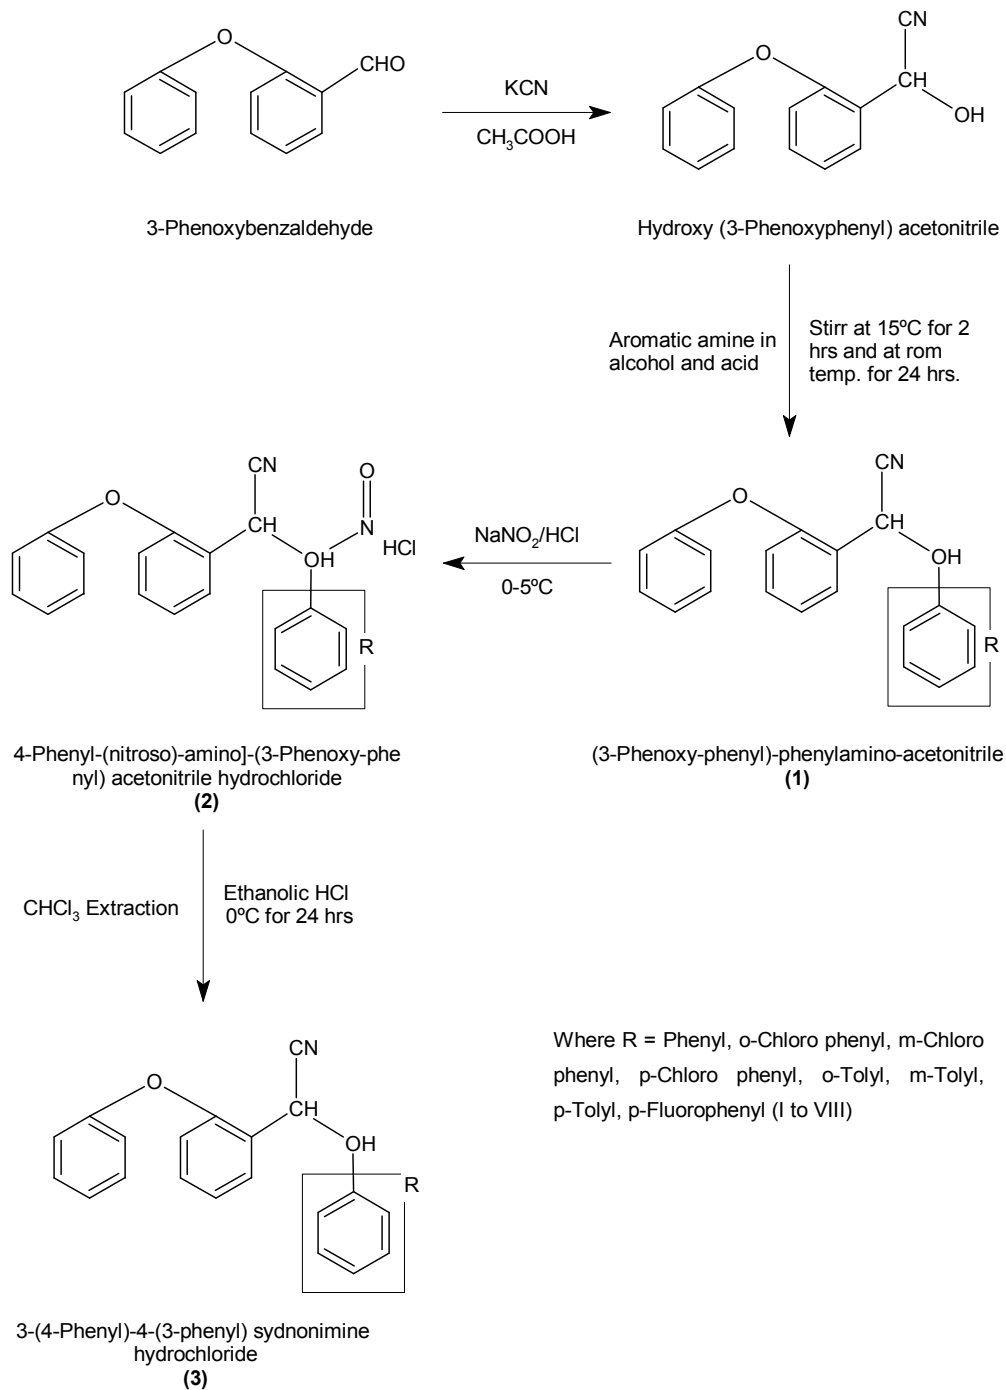 O
CHO
3-Phenoxybenzaldehyde
KCN
CH₃COOH
O
CN
CH
OH
Hydroxy (3-Phenoxyphenyl) acetonitrile
Aromatic amine in
alcohol and acid
Stirr at 15ºC for 2
hrs and at rom
temp. for 24 hrs.
O
CN
CH
OH
R
(3-Phenoxy-phenyl)-phenylamino-acetonitrile
(1)
NaNO₂/HCl
0-5ºC
O
CN
CH
O
N
OH
HCl
R
4-Phenyl-(nitroso)-amino]-(3-Phenoxy-phe
nyl) acetonitrile hydrochloride
(2)
CHCl₃ Extraction
Ethanolic HCl
0ºC for 24 hrs
O
CN
CH
OH
R
3-(4-Phenyl)-4-(3-phenyl) sydnonimine
hydrochloride
(3)
Where R = Phenyl, o-Chloro phenyl, m-Chloro
phenyl, p-Chloro phenyl, o-Tolyl, m-Tolyl,
p-Tolyl, p-Fluorophenyl (I to VIII)